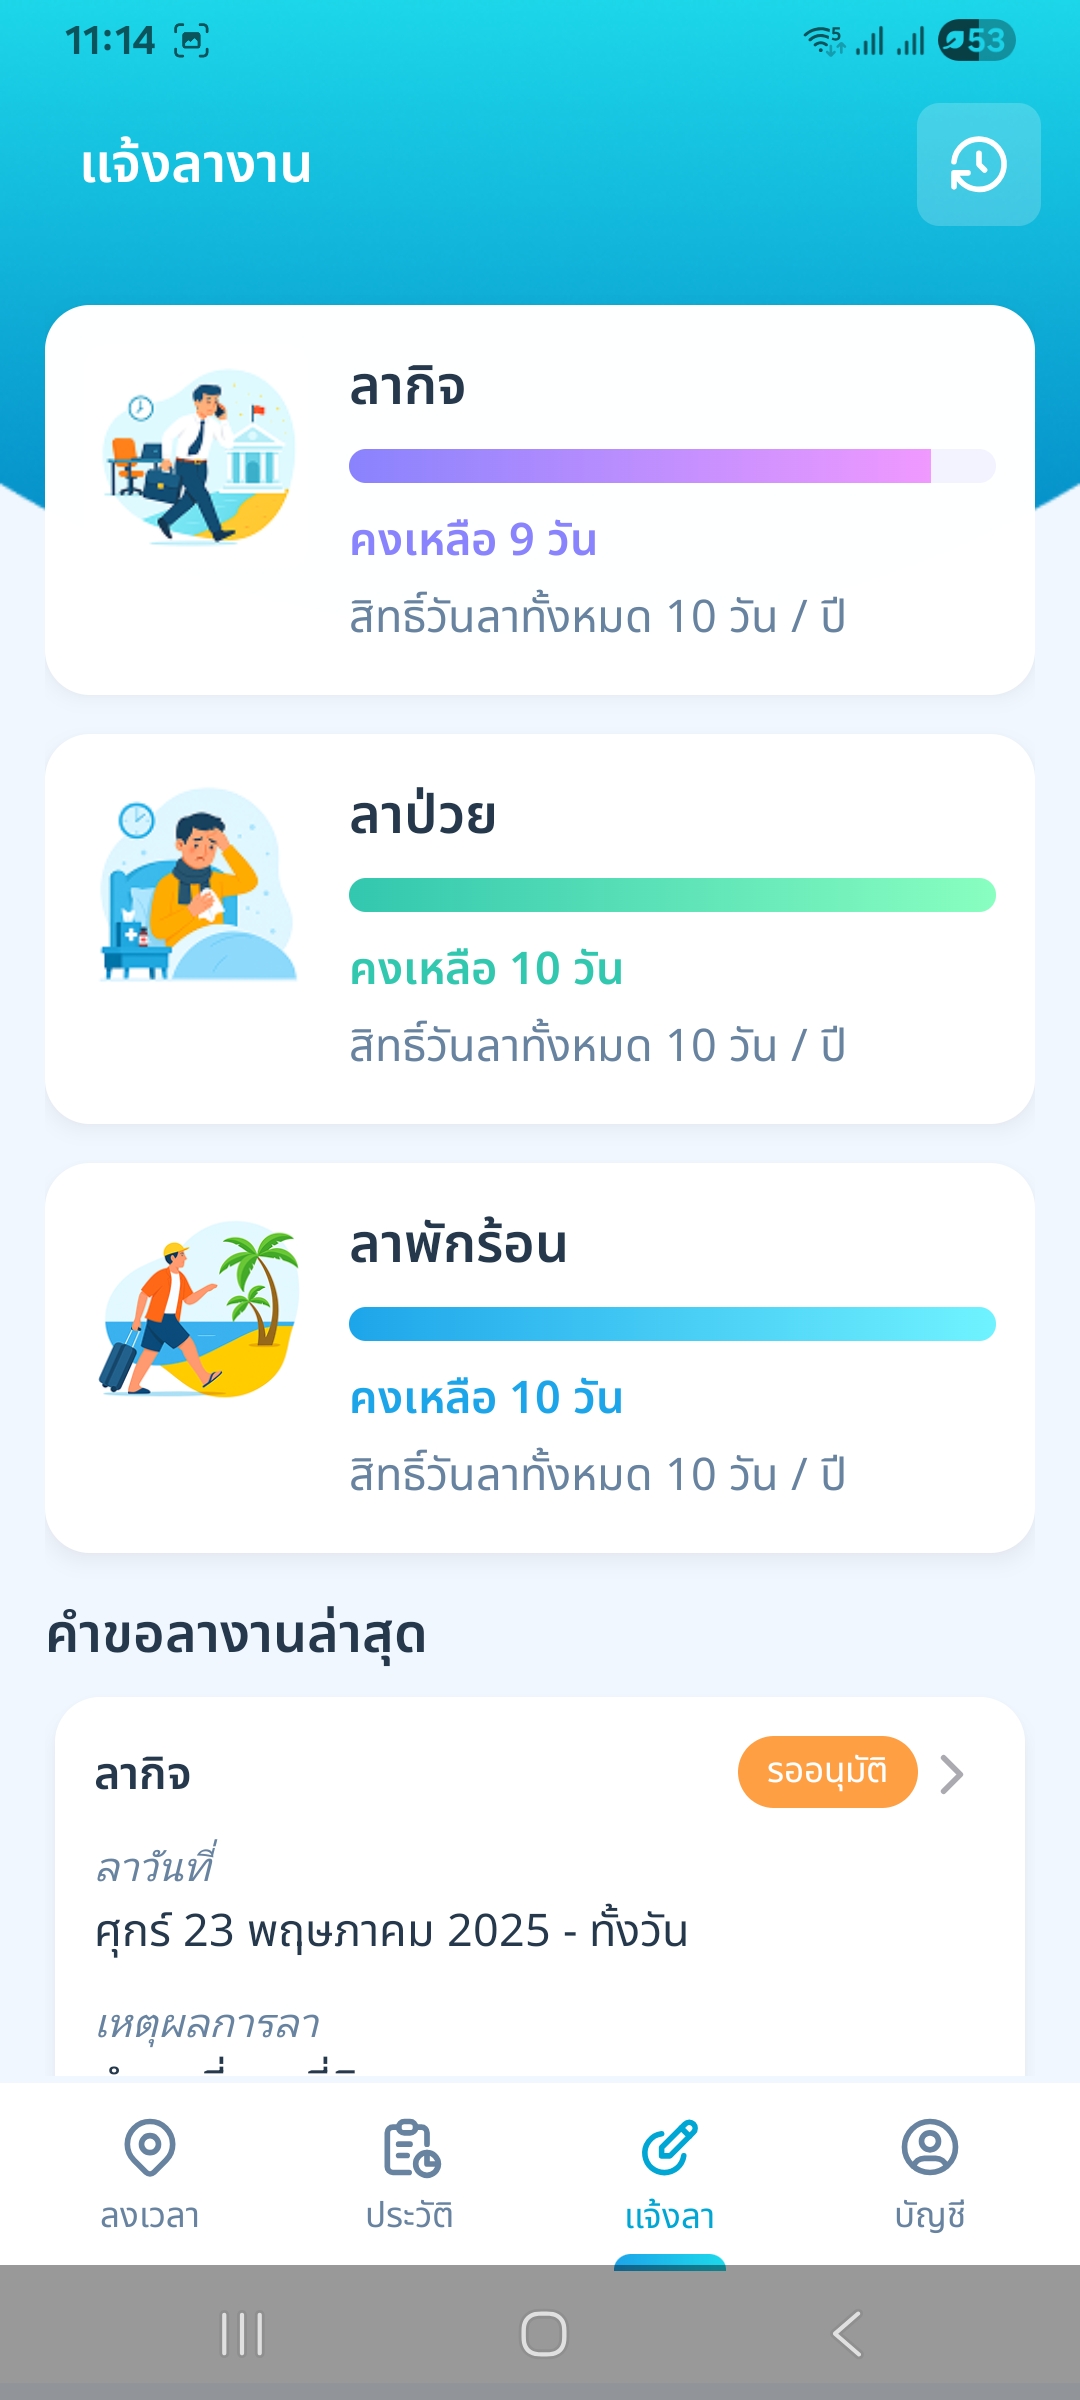 11:14
5
53
แจ้งลางาน
ลากิจ
คงเหลือ 9 วัน
สิทธิ์วันลาทั้งหมด 10 วัน / ปี
ลาป่วย
คงเหลือ 10 วัน
สิทธิ์วันลาทั้งหมด 10 วัน / ปี
ลาพักร้อน
คงเหลือ 10 วัน
สิทธิ์วันลาทั้งหมด 10 วัน / ปี
คำขอลางานล่าสุด
ลากิจ
รออนุมัติ
ลาวันที่
ศุกร์ 23 พฤษภาคม 2025 - ทั้งวัน
เหตุผลการลา
ลงเวลา
ประวัติ
แจ้งลา
บัญชี